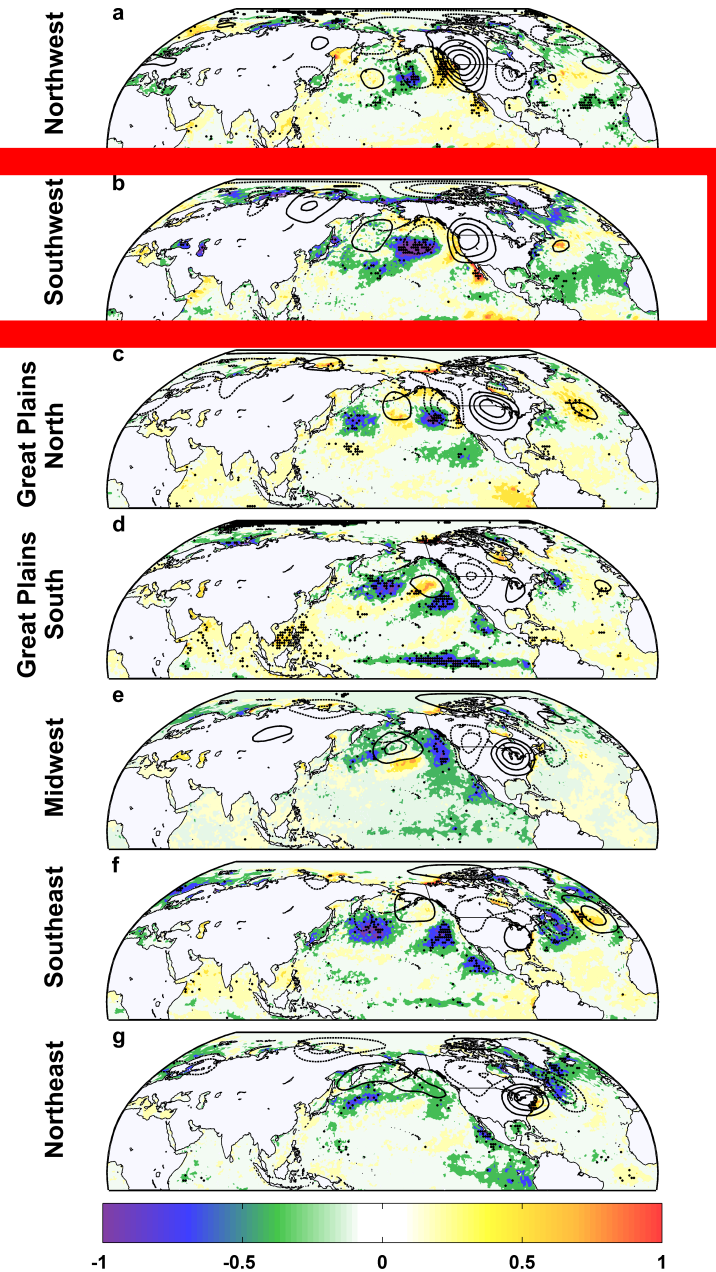 a
Northwest
b
Southwest
c
Great Plains
North
d
Great Plains
South
e
Midwest
f
Southeast
g
Northeast
-1 -0.5 0 0.5 1